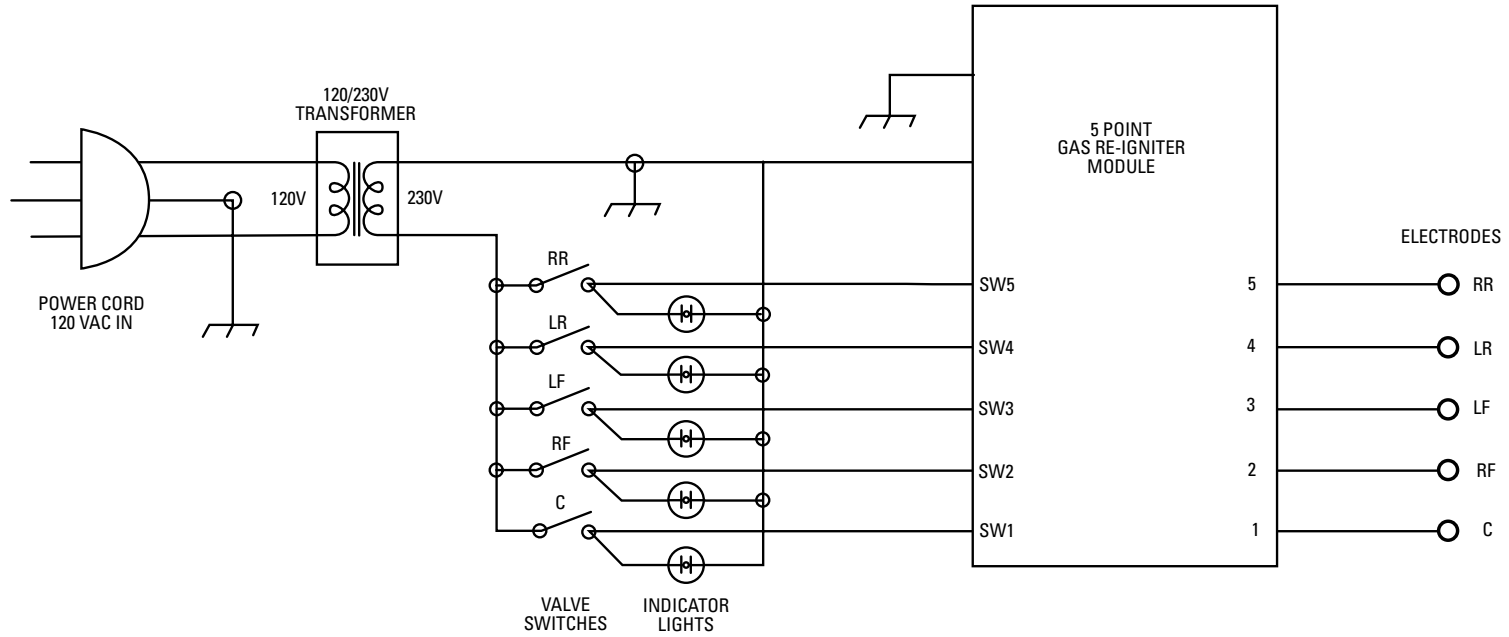 120/230V
TRANSFORMER
120V
230V
POWER CORD
120 VAC IN
5 POINT
GAS RE-IGNITER
MODULE
ELECTRODES
RR
SW5
5
RR
LR
SW4
4
LR
LF
SW3
3
LF
RF
SW2
2
RF
C
SW1
1
C
VALVE
SWITCHES
INDICATOR
LIGHTS